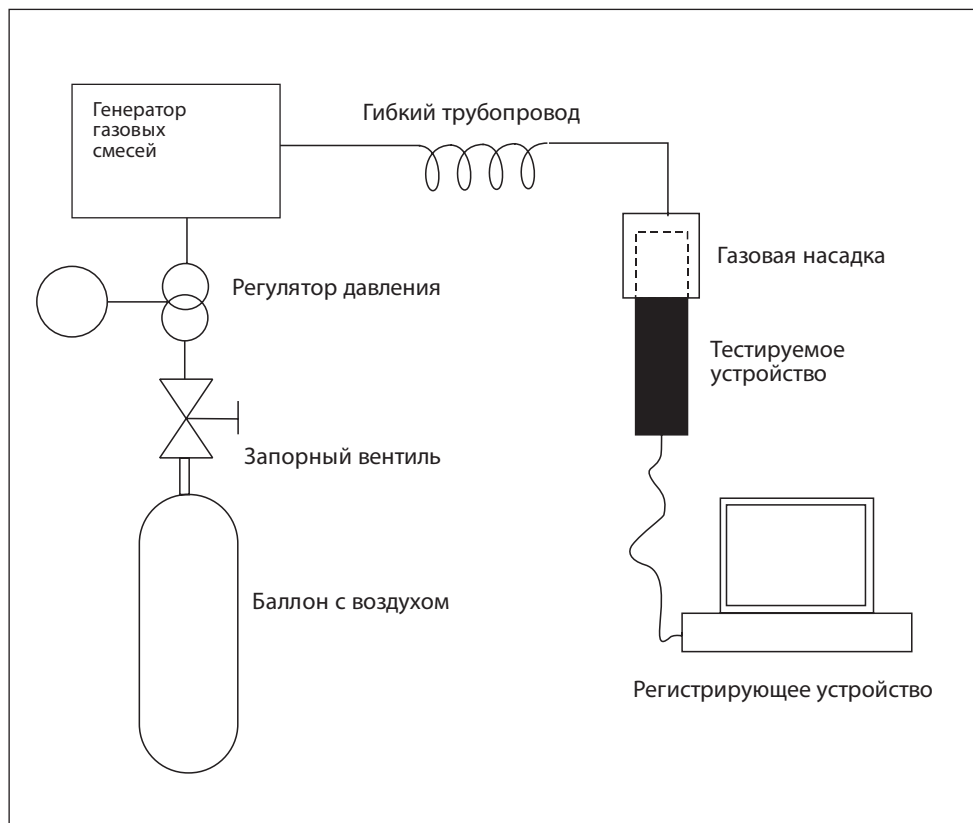 Генератор
газовых
смесей
Гибкий трубопровод
Газовая насадка
Регулятор давления
Тестируемое
устройство
Запорный вентиль
Баллон с воздухом
Регистрирующее устройство